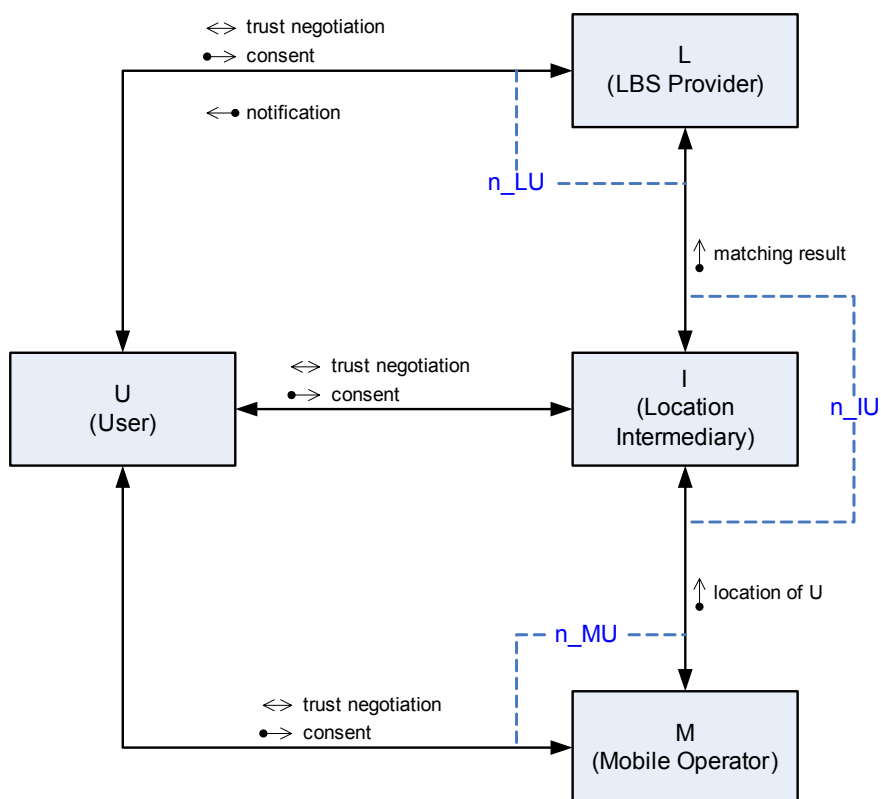 trust negotiation
consent
notification
L
(LBS Provider)
n_LU
matching result
trust negotiation
consent
U
(User)
I
(Location
Intermediary)
n_IU
location of U
n_MU
trust negotiation
consent
M
(Mobile Operator)